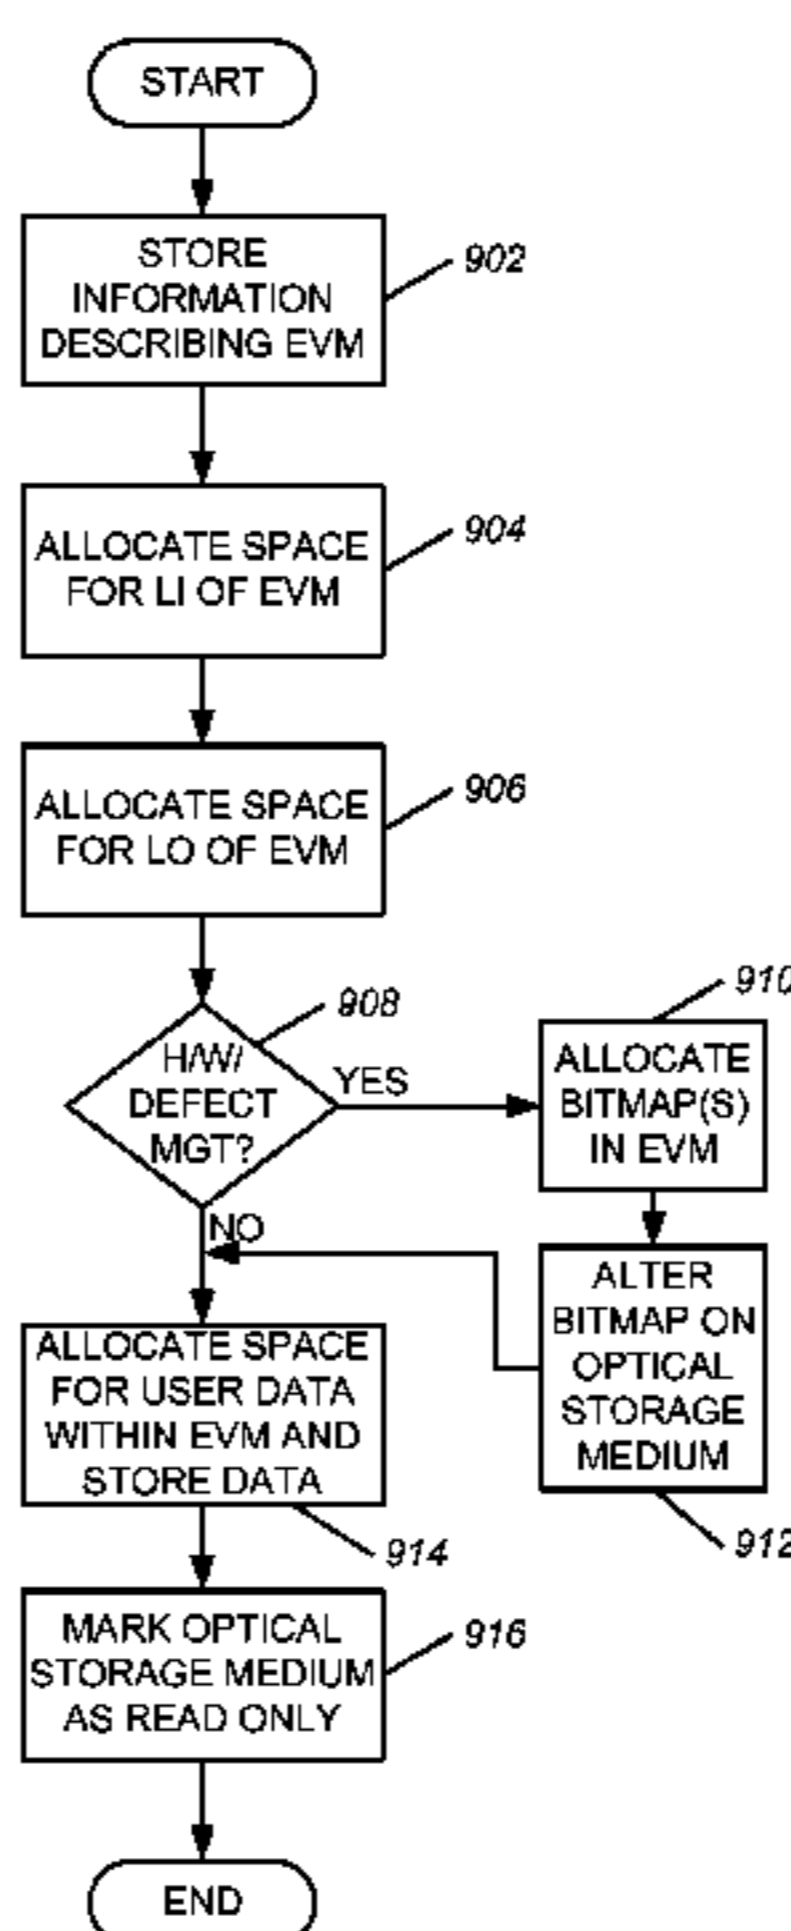 START
STORE
INFORMATION
DESCRIBING EVM
902
ALLOCATE SPACE
FOR LI OF EVM
904
ALLOCATE SPACE
FOR LO OF EVM
906
H/W/
DEFECT
MGT?
908
YES
NO
ALLOCATE
BITMAP(S)
IN EVM
910
ALTER
BITMAP ON
OPTICAL
STORAGE
MEDIUM
912
ALLOCATE SPACE
FOR USER DATA
WITHIN EVM AND
STORE DATA
914
MARK OPTICAL
STORAGE MEDIUM
AS READ ONLY
916
END